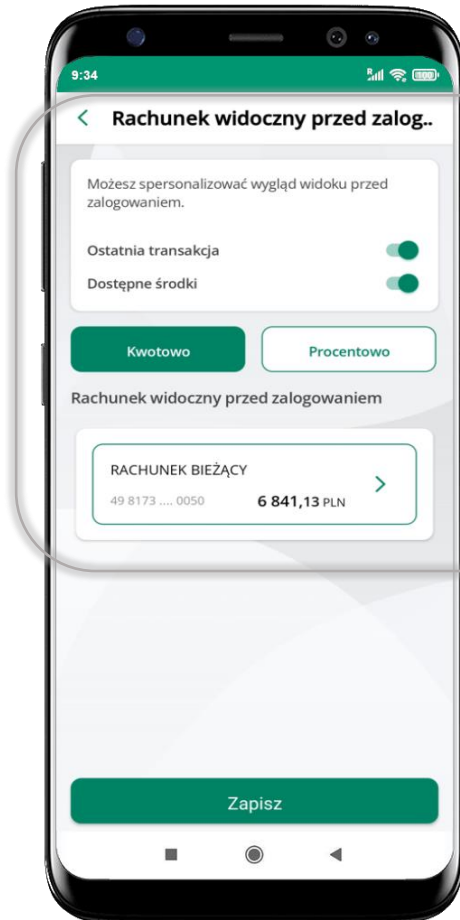 9:34
R
100
Rachunek widoczny przed zalog..
Możesz spersonalizować wygląd widoku przed
zalogowaniem.
Ostatnia transakcja
Dostępne środki
Kwotowo
Procentowo
Rachunek widoczny przed zalogowaniem
RACHUNEK BIEŻĄCY
49 8173 .... 0050
6 841,13 PLN
Zapisz